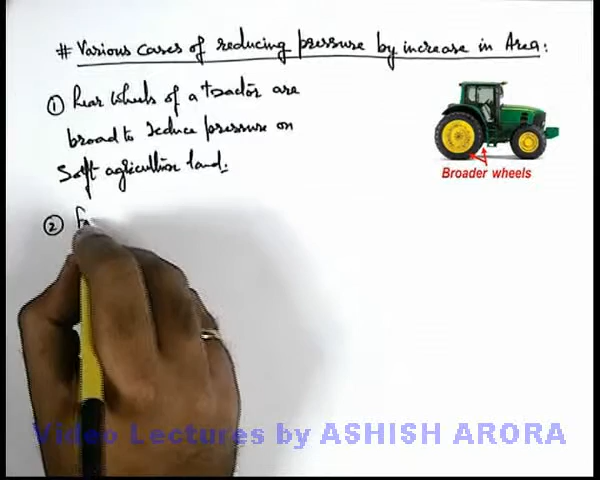 # Various cases of reducing pressure by increase in Area:
① Rear Wheels of a tractor are
broad to reduce pressure on
Soft agriculture land.
②
Broader wheels
Video Lectures by ASHISH ARORA